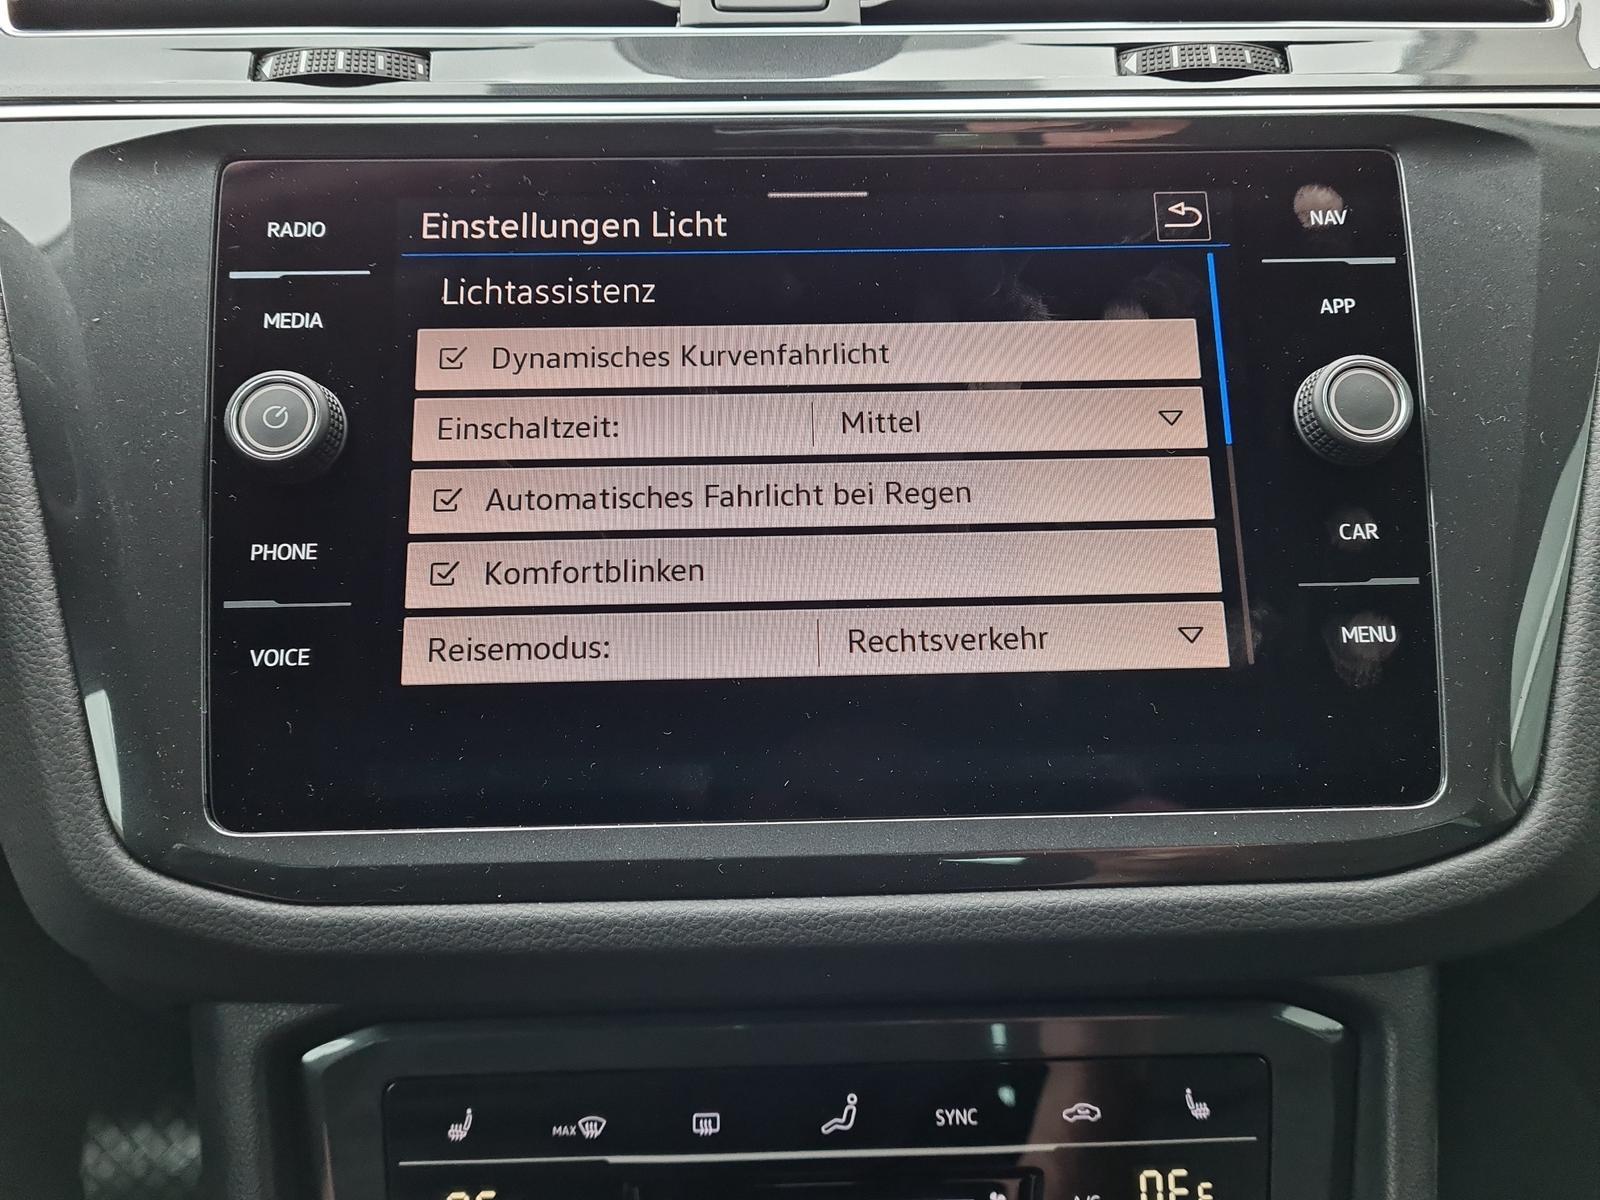 RADIO
MEDIA
PHONE
VOICE
Einstellungen Licht
Lichtassistenz
Dynamisches Kurvenfahrlicht
Einschaltzeit: Mittel
Automatisches Fahrlicht bei Regen
Komfortblinken
Reisemodus: Rechtsverkehr
NAV
APP
CAR
MENU
MAX SYNC